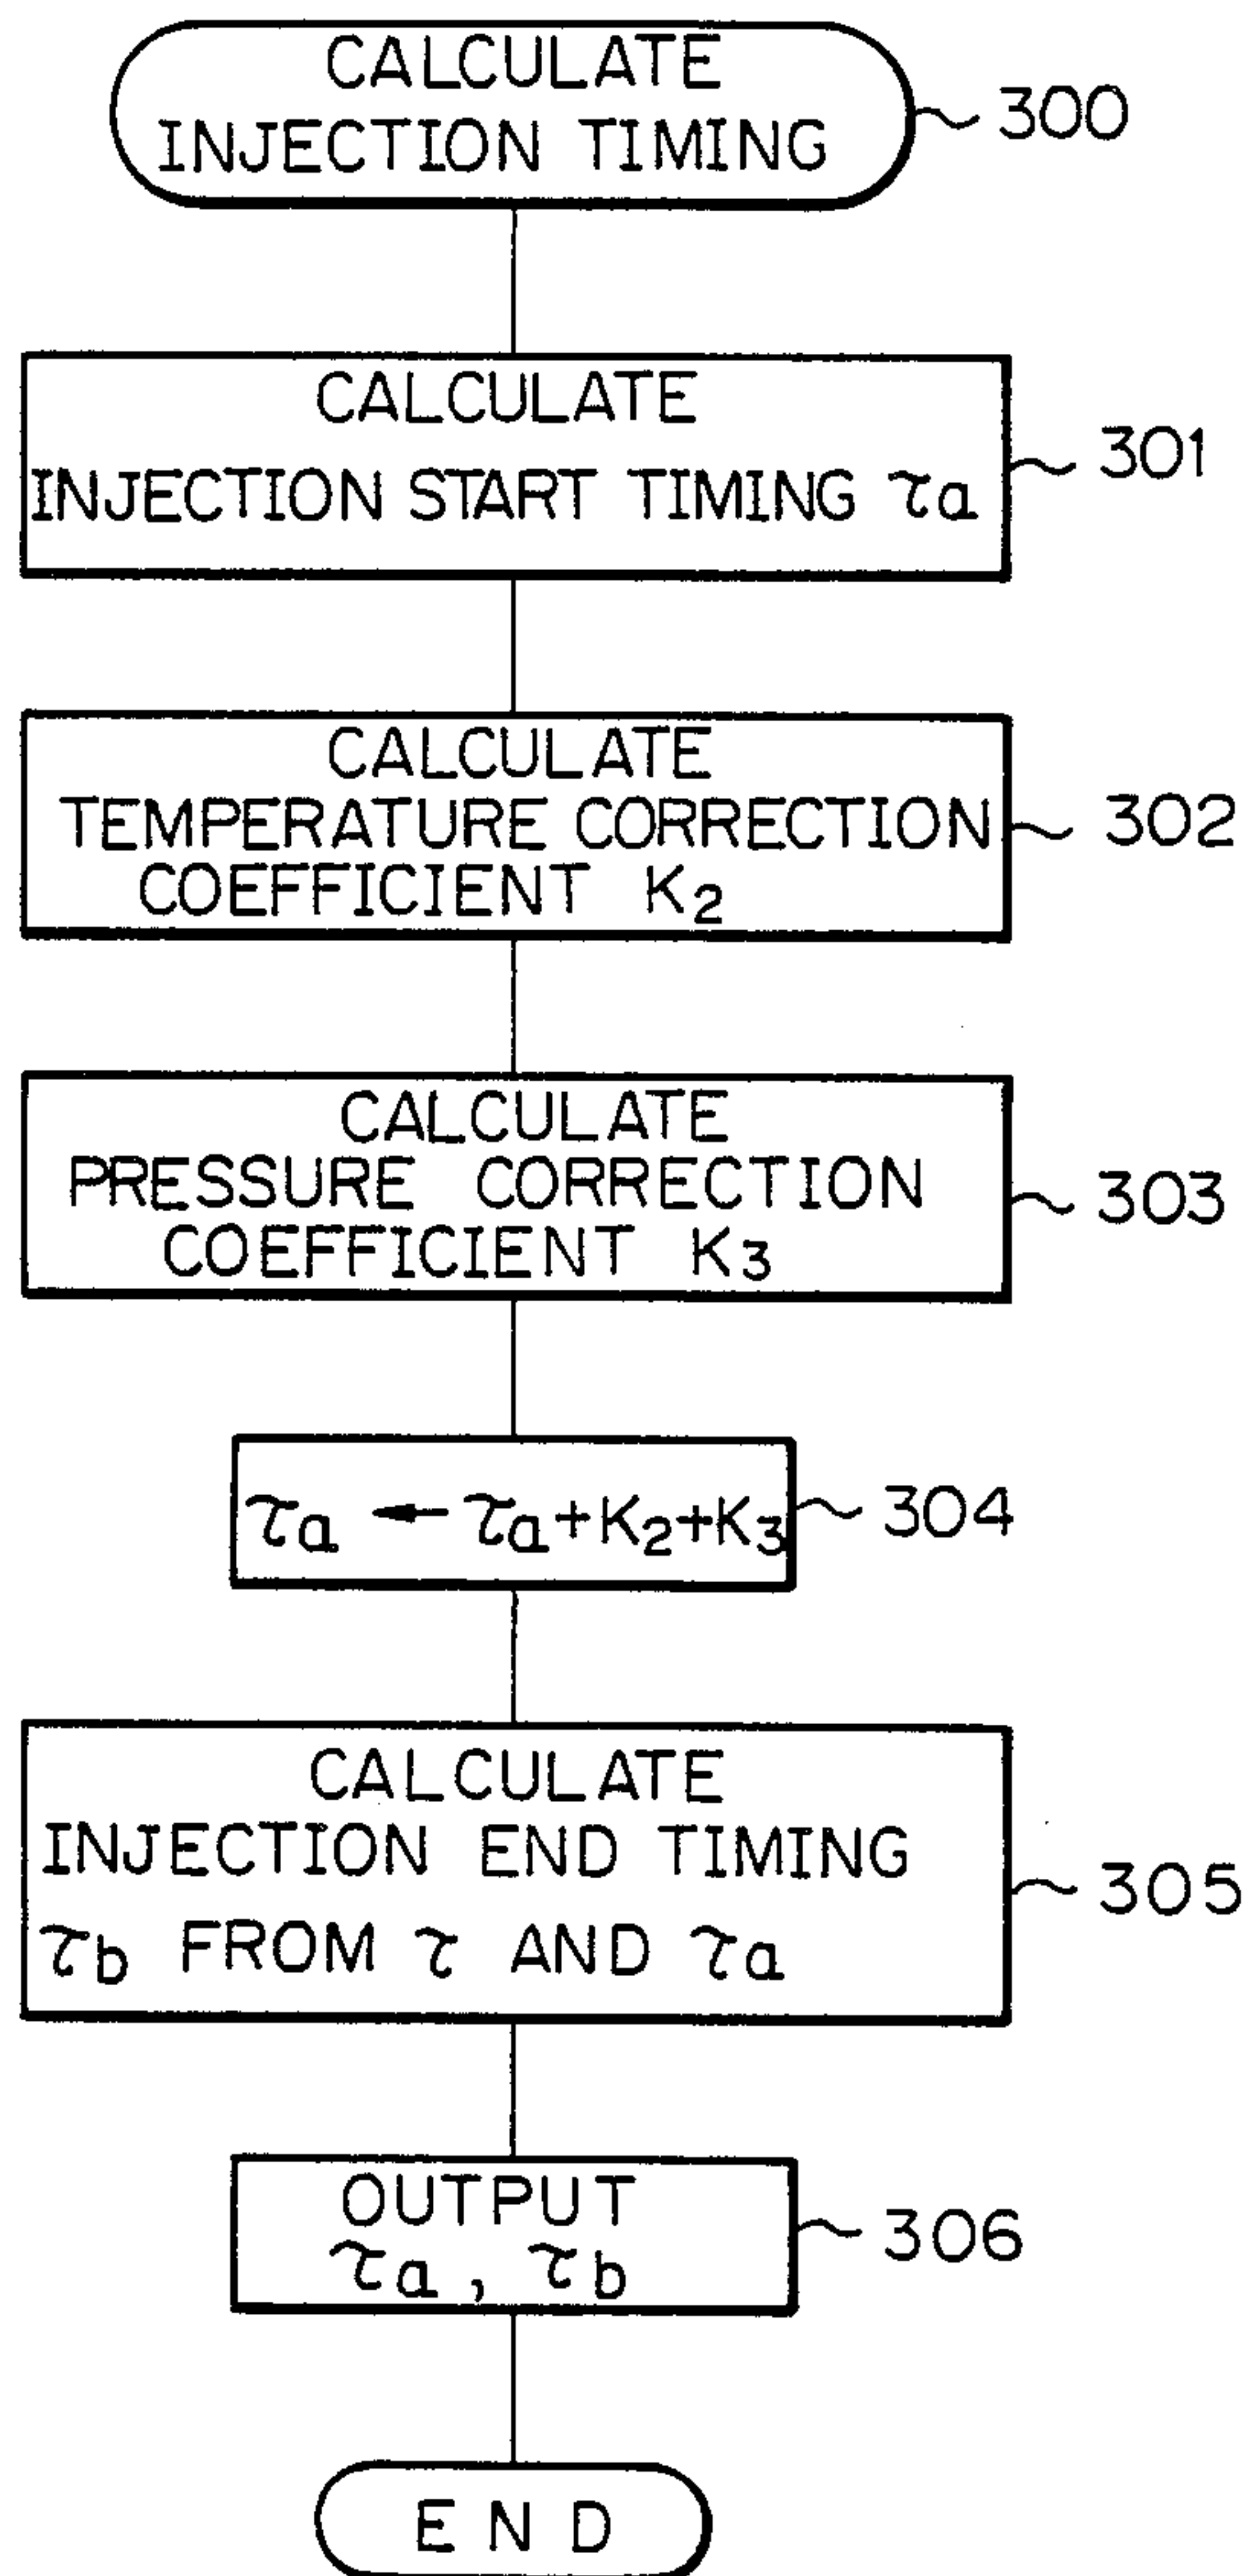 CALCULATE
INJECTION TIMING
300
CALCULATE
INJECTION START TIMING τa
301
CALCULATE
TEMPERATURE CORRECTION
COEFFICIENT K2
302
CALCULATE
PRESSURE CORRECTION
COEFFICIENT K3
303
τa ← τa+K2+K3
304
CALCULATE
INJECTION END TIMING
τb FROM τ AND τa
305
OUTPUT
τa, τb
306
END